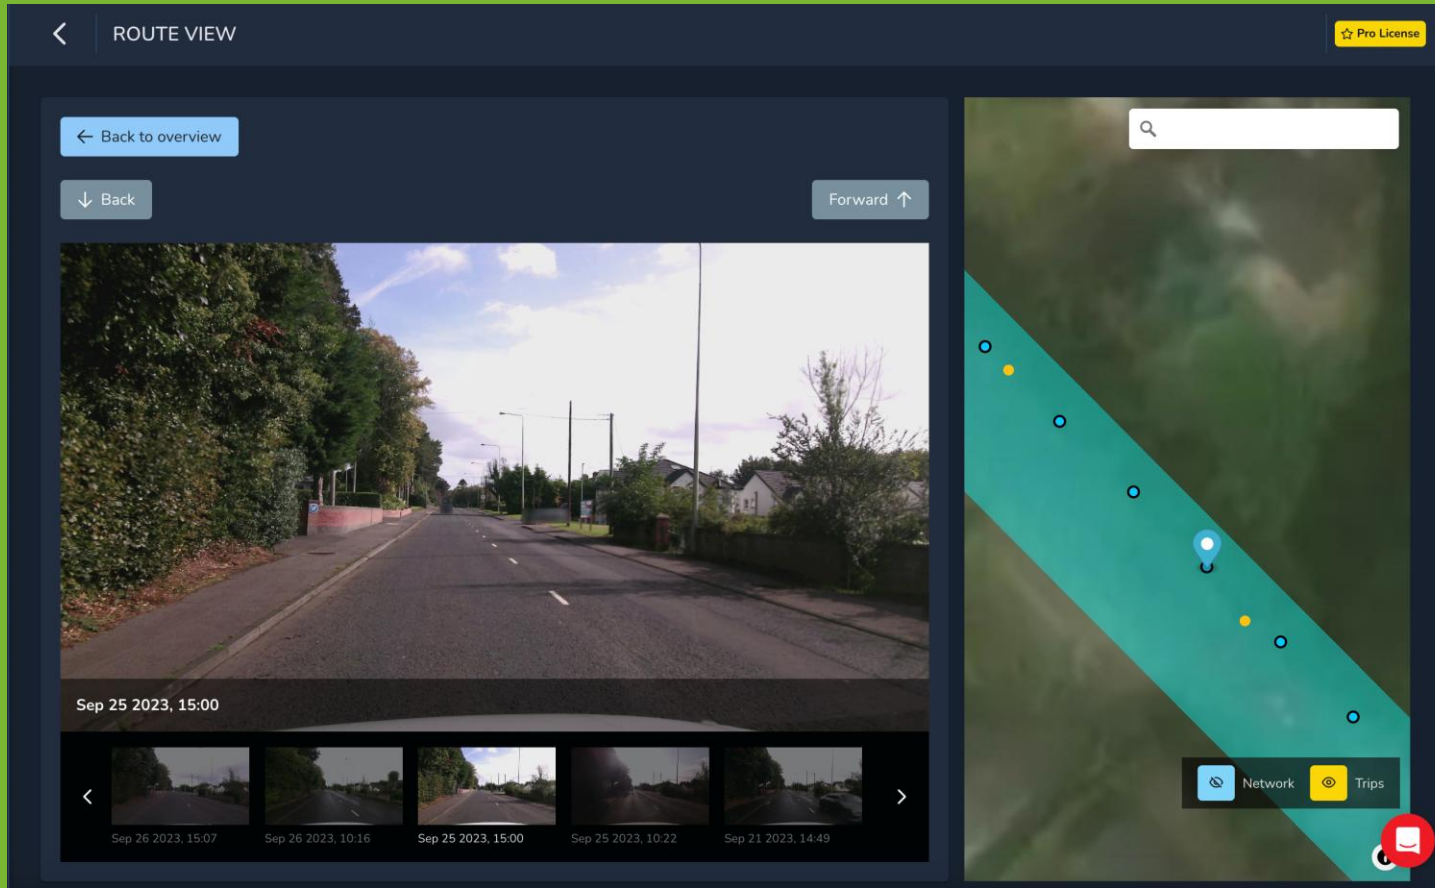 ROUTE VIEW
Pro License
Back to overview
Back
Forward
Sep 25 2023, 15:00
Sep 26 2023, 15:07
Sep 26 2023, 10:16
Sep 25 2023, 15:00
Sep 25 2023, 10:22
Sep 21 2023, 14:49
Network
Trips